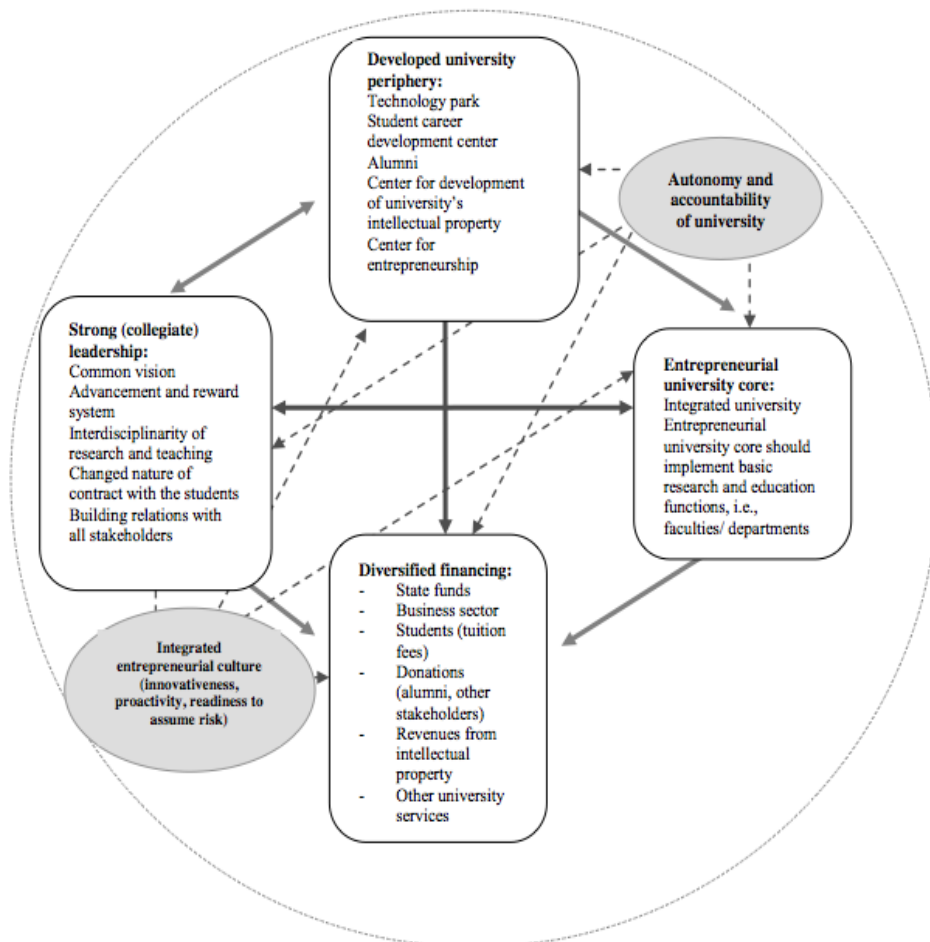 Developed university
periphery:
Technology park
Student career
development center
Alumni
Center for development
of university's
intellectual property
Center for
entrepreneurship
Autonomy and
accountability
of university
Strong (collegiate)
leadership:
Common vision
Advancement and reward
system
Interdisciplinarity of
research and teaching
Changed nature of
contract with the students
Building relations with
all stakeholders
Entrepreneurial
university core:
Integrated university
Entrepreneurial
university core should
implement basic
research and education
functions, i.e.,
faculties/ departments
Diversified financing:
- State funds
- Business sector
- Students (tuition
fees)
- Donations
(alumni, other
stakeholders)
- Revenues from
intellectual
property
- Other university
services
Integrated
entrepreneurial culture
(innovativeness,
proactivity, readiness to
assume risk)